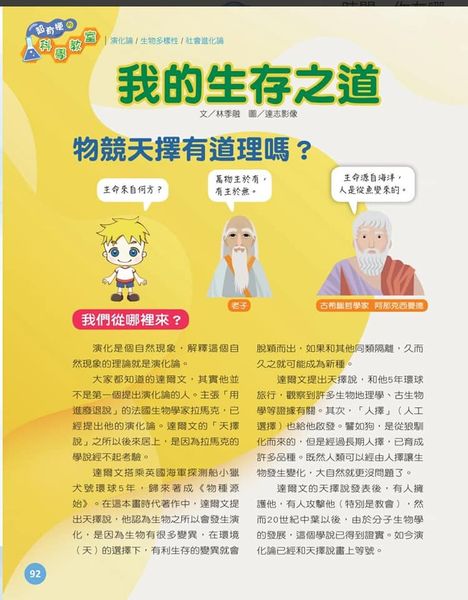 超有梗的
科學教室
演化論/生物多樣性/社會進化論
我的生存之道
文／林季融 圖／達志影像
物競天擇有道理嗎？
生命來自何方？
萬物生於有，
有生於無。
生命源自海洋，
人是從魚變來的。
老子
古希臘哲學家 阿那克西曼德
我們從哪裡來？
演化是個自然現象，解釋這個自
然現象的理論就是演化論。
大家都知道的達爾文，其實他並
不是第一個提出演化論的人。主張「用
進廢退說」的法國生物學家拉馬克，已
經提出他的演化論。達爾文的「天擇
說」之所以後來居上，是因為拉馬克的
學說經不起考驗。
達爾文搭乘英國海軍探測船小獵
犬號環球5年，歸來著成《物種源
始》。在這本劃時代著作中，達爾文提
出天擇說，他認為生物之所以會發生演
化，是因為生物有很多變異，在環境
（天）的選擇下，有利生存的變異就會
脫穎而出，如果和其他同類隔離，久而
久之就可能成為新種。
達爾文提出天擇說，和他5年環球
旅行，觀察到許多生物地理學、古生物
學等證據有關。其次，「人擇」（人工
選擇）也給他啟發。譬如狗，是從狼馴
化而來的，但是經過長期人擇，已育成
許多品種。既然人類可以經由人擇讓生
物發生變化，大自然就更沒問題了。
達爾文的天擇說發表後，有人擁
護他，有人攻擊他（特別是教會），然
而20世紀中葉以後，由於分子生物學
的發展，這個學說已得到證實。如今演
化論已經和天擇說畫上等號。
92